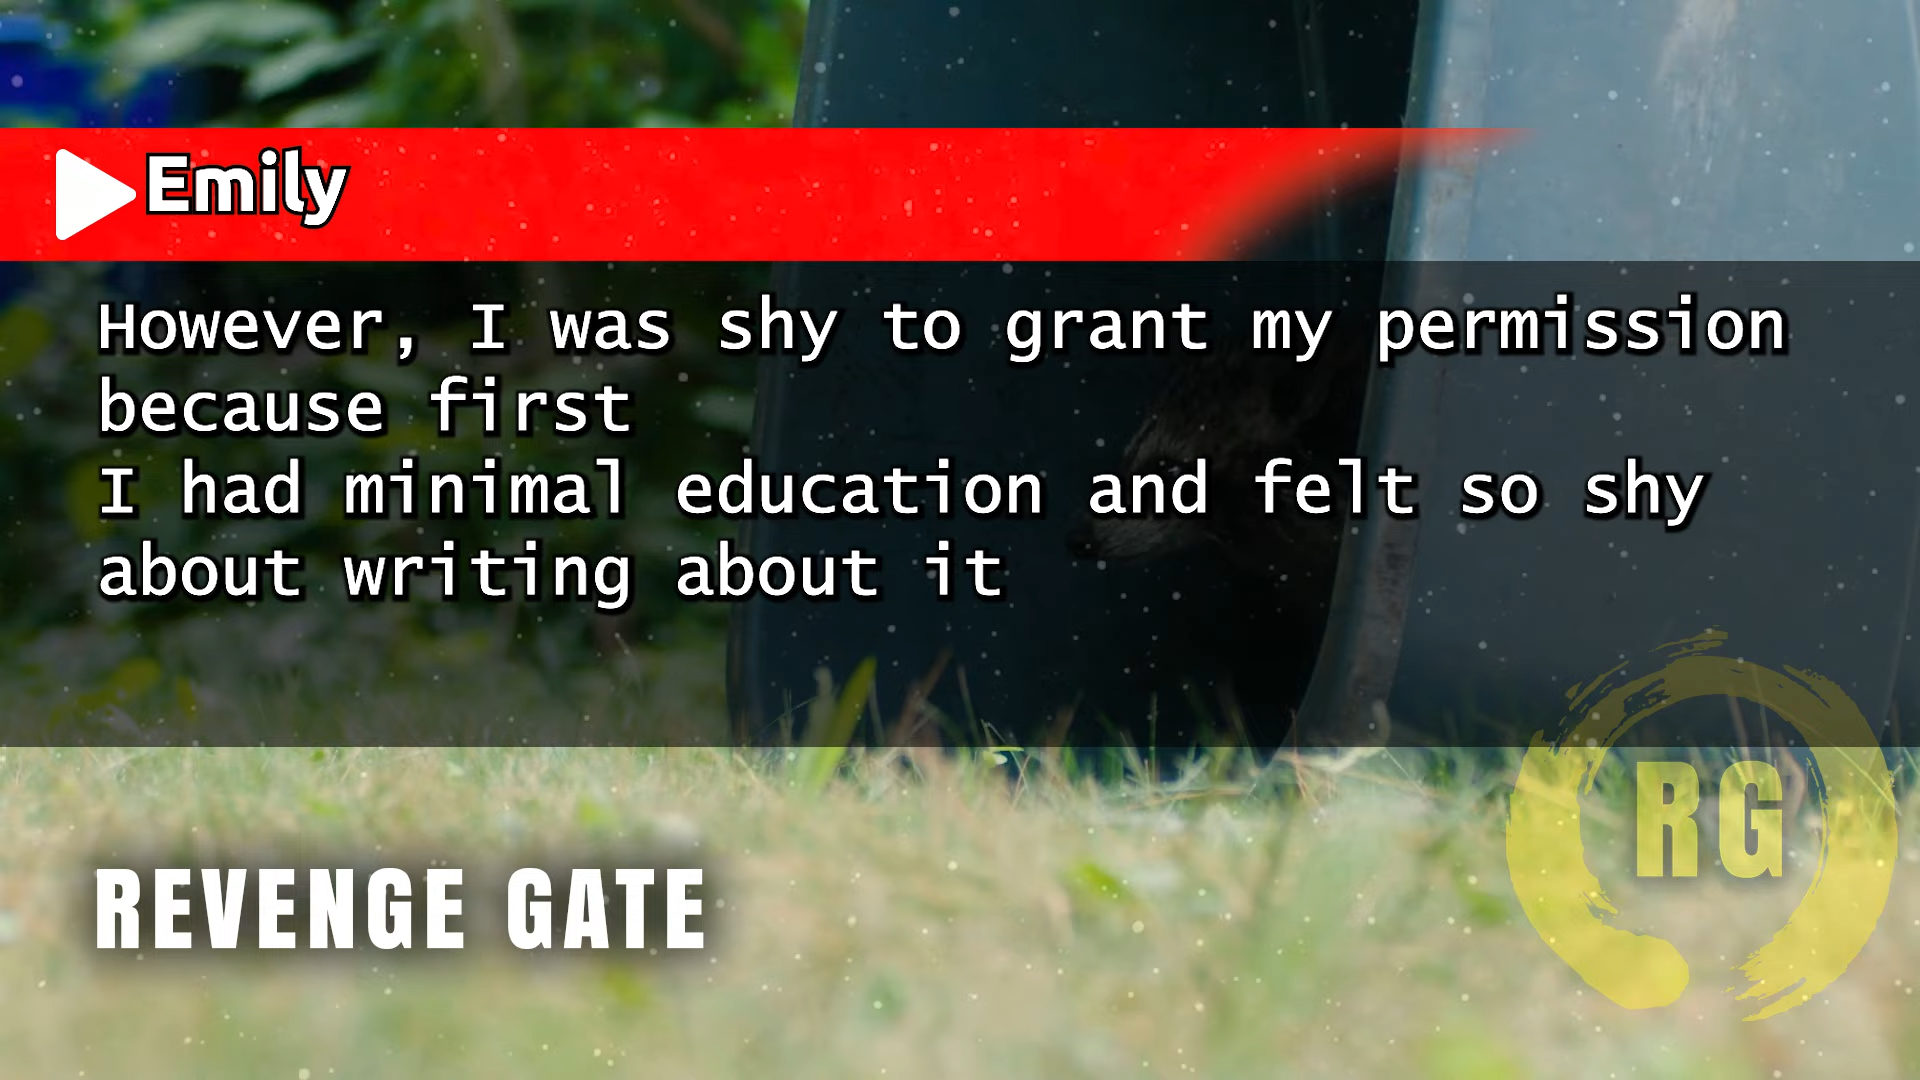 Emily
However, I was shy to grant my permission
because first
I had minimal education and felt so shy
about writing about it
RG
REVENGE GATE